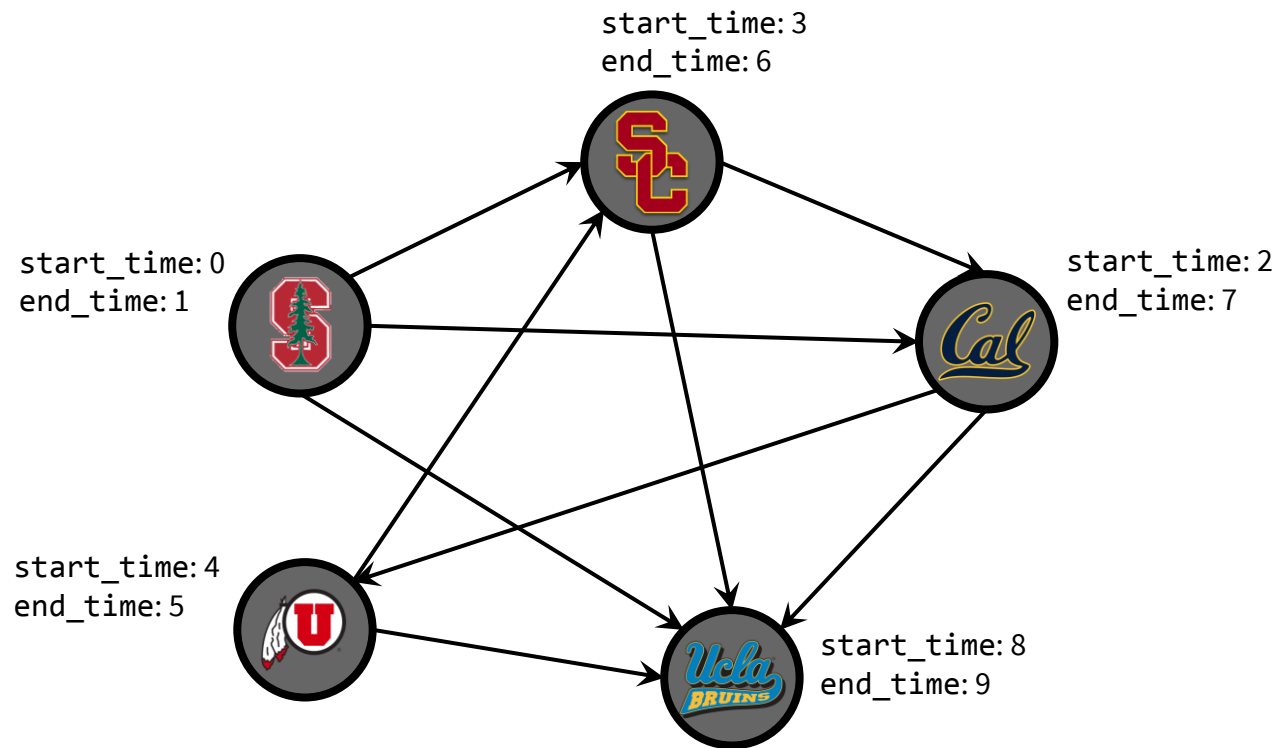 start_time: 3
end_time: 6
SC
start_time: 0
end_time: 1
S
start_time: 2
end_time: 7
Cal
start_time: 4
end_time: 5
U
Ucla
BRUINS
start_time: 8
end_time: 9